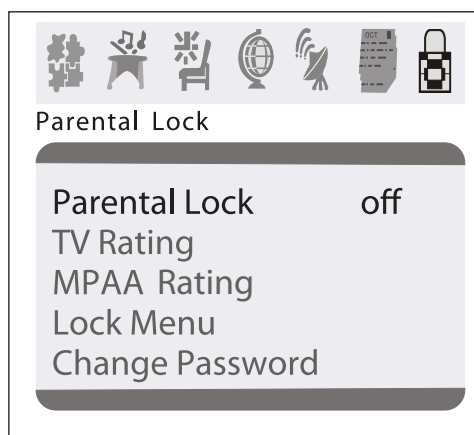 OCT
Parental Lock
Parental Lock off
TV Rating
MPAA Rating
Lock Menu
Change Password